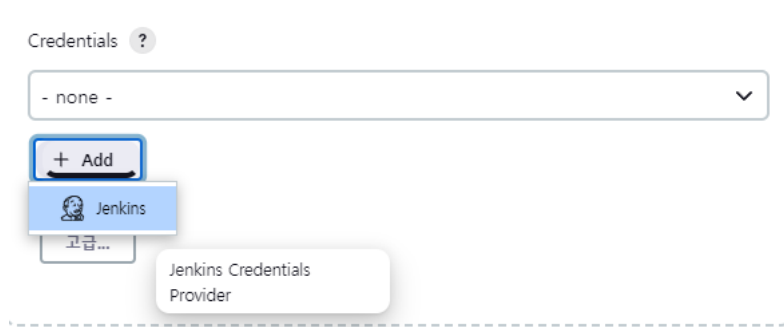 Credentials ?
- none -
+ Add
Jenkins
고급...
Jenkins Credentials
Provider